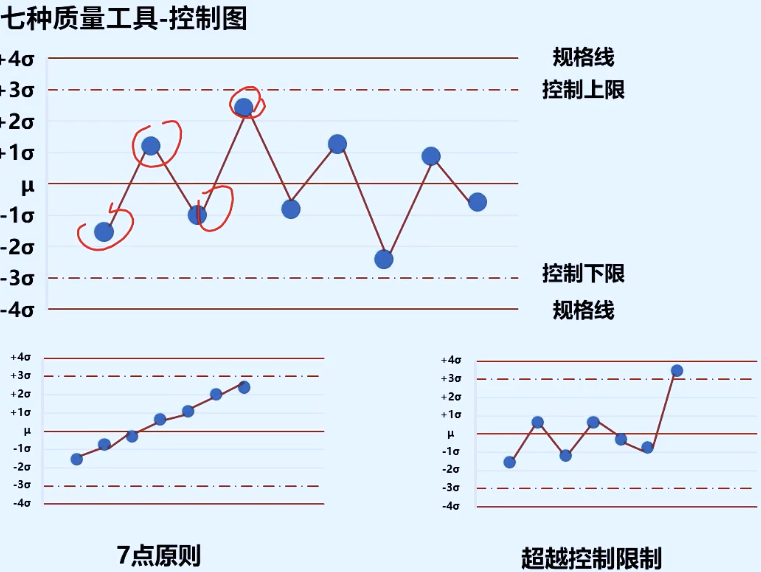 七种质量工具-控制图
+4σ
规格线
+3σ
控制上限
+2σ
+1σ
μ
-1σ
-2σ
-3σ
控制下限
-4σ
规格线
+4σ
+3σ
+2σ
+1σ
μ
-1σ
-2σ
-3σ
-4σ
7点原则
+4σ
+3σ
+2σ
+1σ
μ
-1σ
-2σ
-3σ
-4σ
超越控制限制